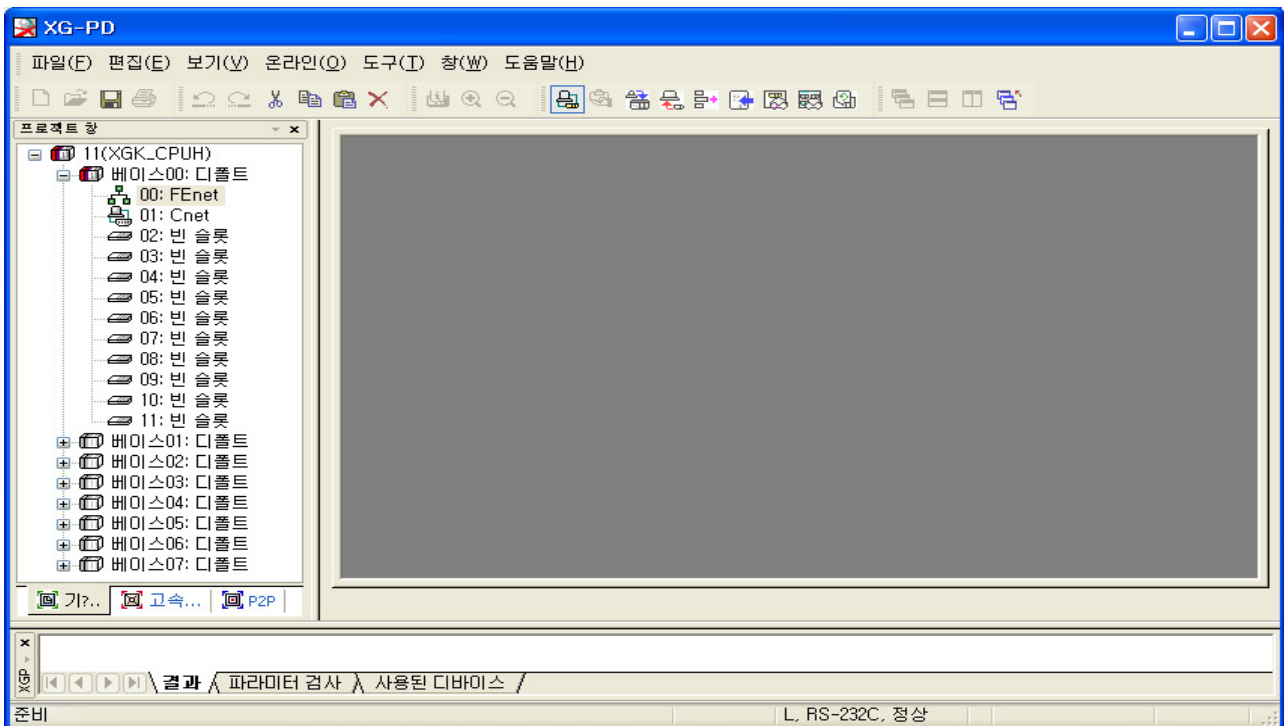 XG-PD
파일(F) 편집(E) 보기(V) 온라인(O) 도구(T) 창(W) 도움말(H)
프로젝트 창
11(XGK_CPUH)
베이스00: 디폴트
00: FEnet
01: Cnet
02: 빈 슬롯
03: 빈 슬롯
04: 빈 슬롯
05: 빈 슬롯
06: 빈 슬롯
07: 빈 슬롯
08: 빈 슬롯
09: 빈 슬롯
10: 빈 슬롯
11: 빈 슬롯
베이스01: 디폴트
베이스02: 디폴트
베이스03: 디폴트
베이스04: 디폴트
베이스05: 디폴트
베이스06: 디폴트
베이스07: 디폴트
기?.. 고속... P2P
XGP
결과 파라미터 검사 사용된 디바이스
준비 L, RS-232C, 정상